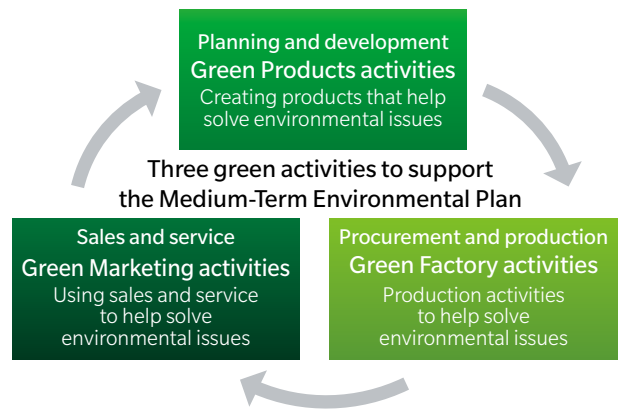 Planning and development
Green Products activities
Creating products that help
solve environmental issues
Three green activities to support
the Medium-Term Environmental Plan
Sales and service
Green Marketing activities
Using sales and service
to help solve
environmental issues
Procurement and production
Green Factory activities
Production activities
to help solve
environmental issues